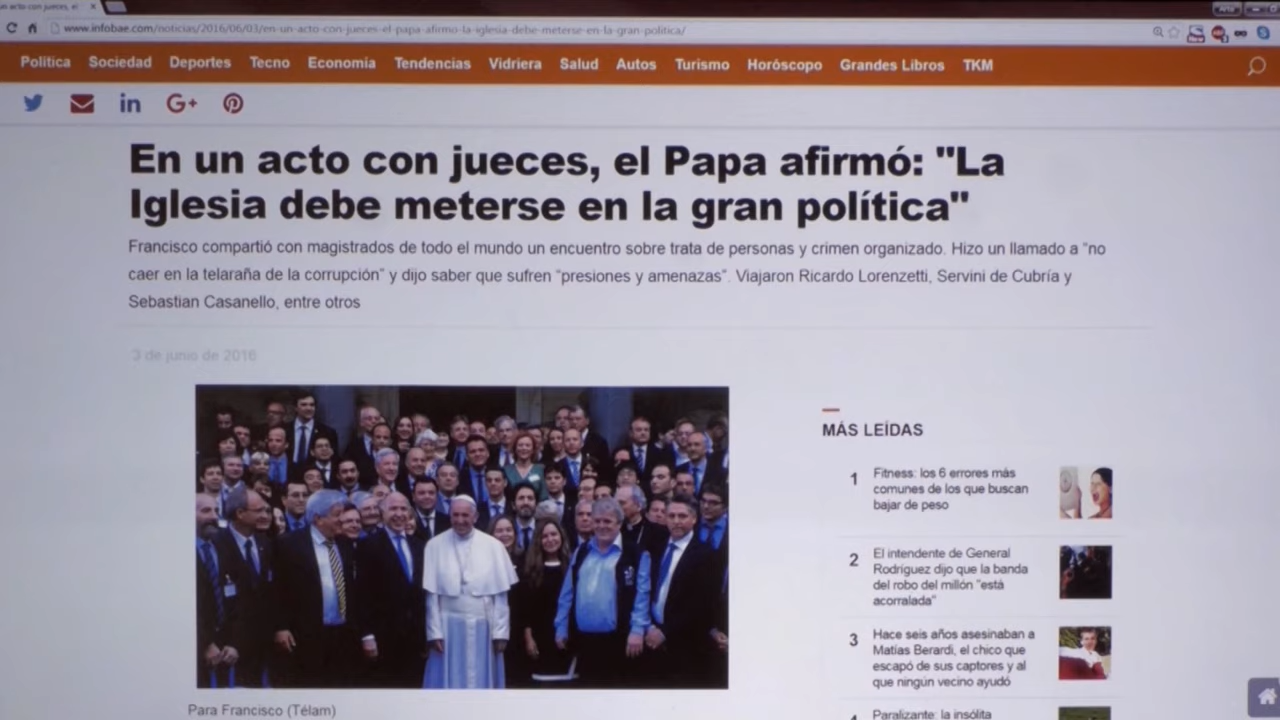 un acto con jueces, el
www.infobae.com/noticias/2016/06/03/en-un-acto-con-jueces-el-papa-afirmo-la-iglesia-debe-meterse-en-la-gran-politica/
Política Sociedad Deportes Tecno Economía Tendencias Vidriera Salud Autos Turismo Horóscopo Grandes Libros TKM
in G+
En un acto con jueces, el Papa afirmó: "La
Iglesia debe meterse en la gran política"
Francisco compartió con magistrados de todo el mundo un encuentro sobre trata de personas y crimen organizado. Hizo un llamado a "no
caer en la telaraña de la corrupción" y dijo saber que sufren "presiones y amenazas". Viajaron Ricardo Lorenzetti, Servini de Cubría y
Sebastian Casanello, entre otros
3 de junio de 2016
Para Francisco (Télam)
MÁS LEÍDAS
1 Fitness: los 6 errores más
comunes de los que buscan
bajar de peso
2 El intendente de General
Rodríguez dijo que la banda
del robo del millón "está
acorralada"
3 Hace seis años asesinaban a
Matías Berardi, el chico que
escapó de sus captores y al
que ningún vecino ayudó
4 Paralizante: la insólita